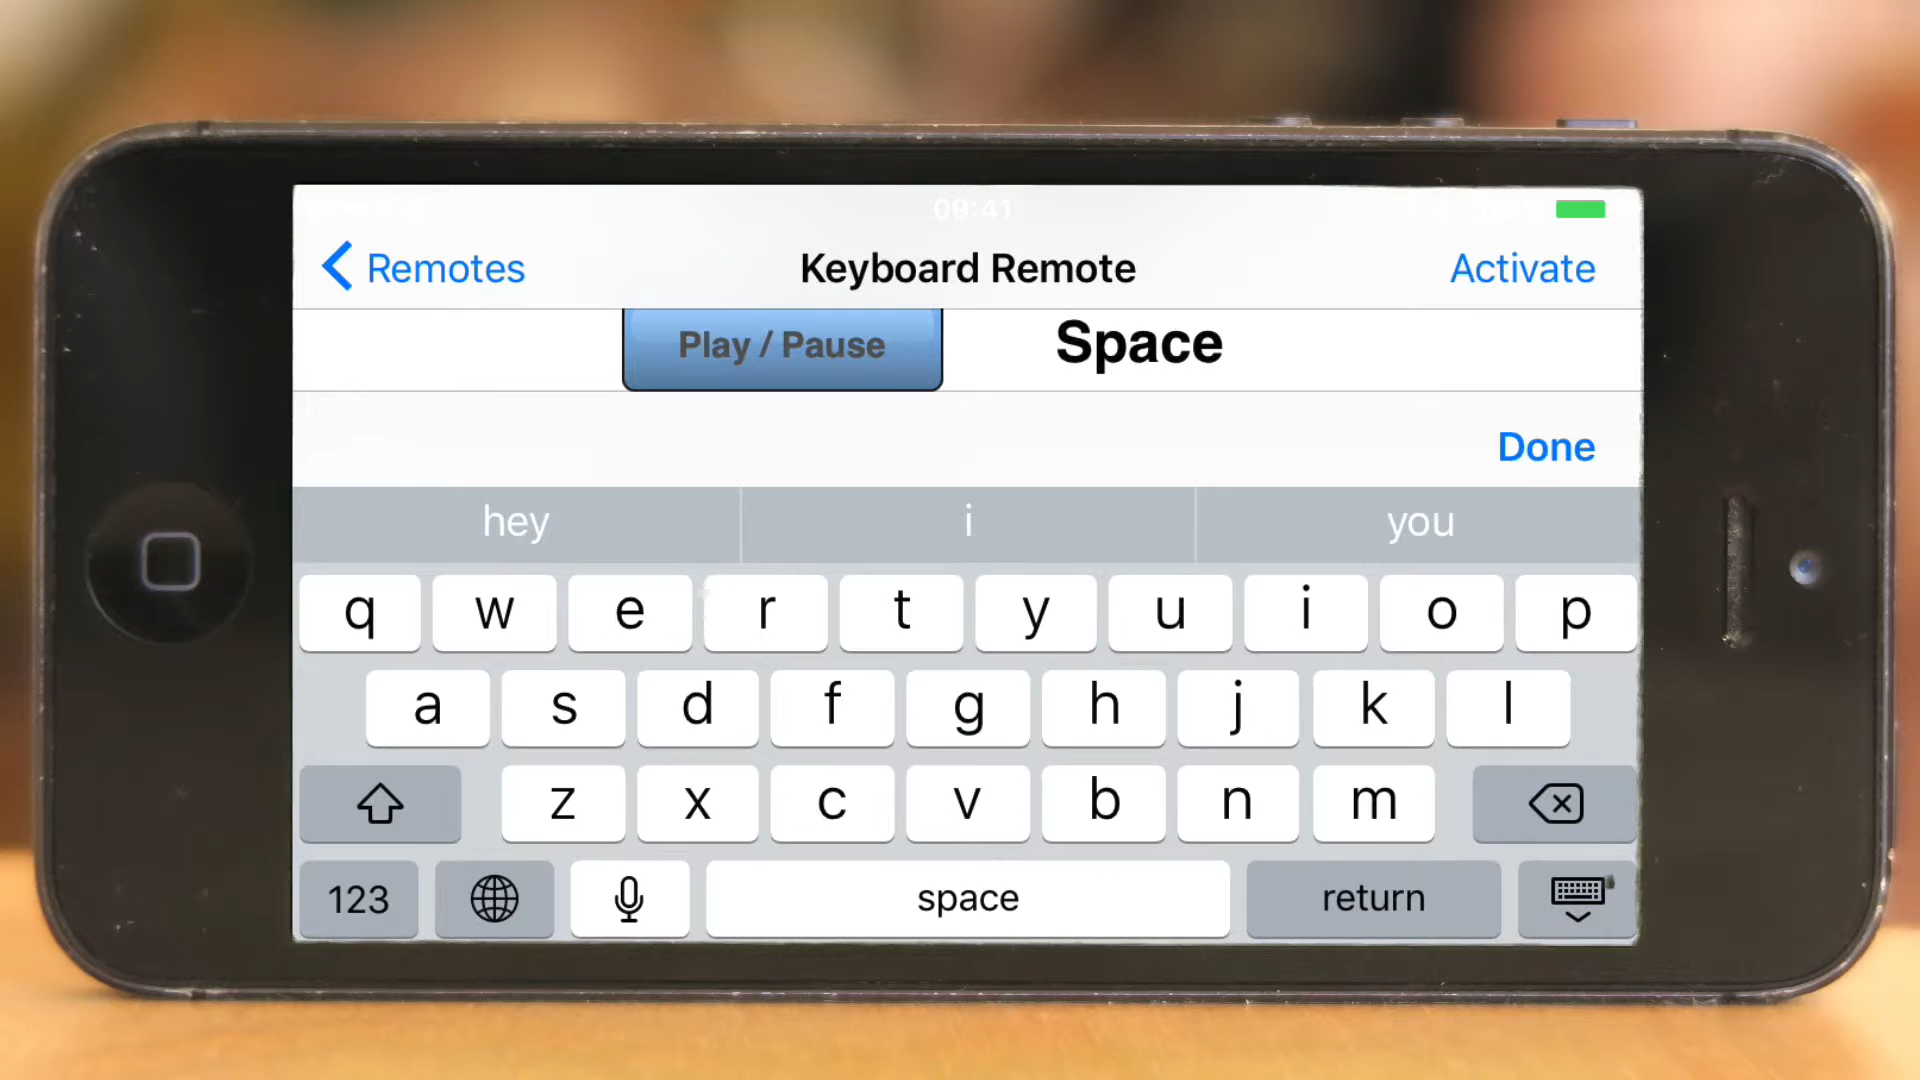 09:41
Remotes Keyboard Remote Activate
Play / Pause Space
Done
hey i you
q w e r t y u i o p
a s d f g h j k l
z x c v b n m
123 space return